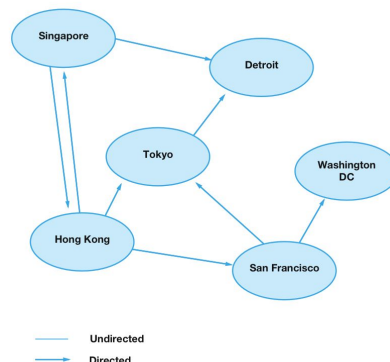 Singapore
Detroit
Tokyo
Washington
DC
Hong Kong
San Francisco
Undirected
Directed